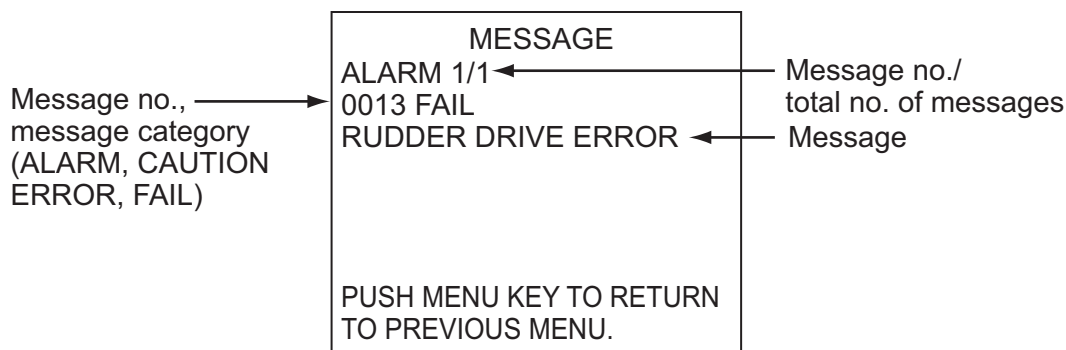 MESSAGE
ALARM 1/1
0013 FAIL
RUDDER DRIVE ERROR
PUSH MENU KEY TO RETURN
TO PREVIOUS MENU.
Message no.,
message category
(ALARM, CAUTION
ERROR, FAIL)
Message no./
total no. of messages
Message